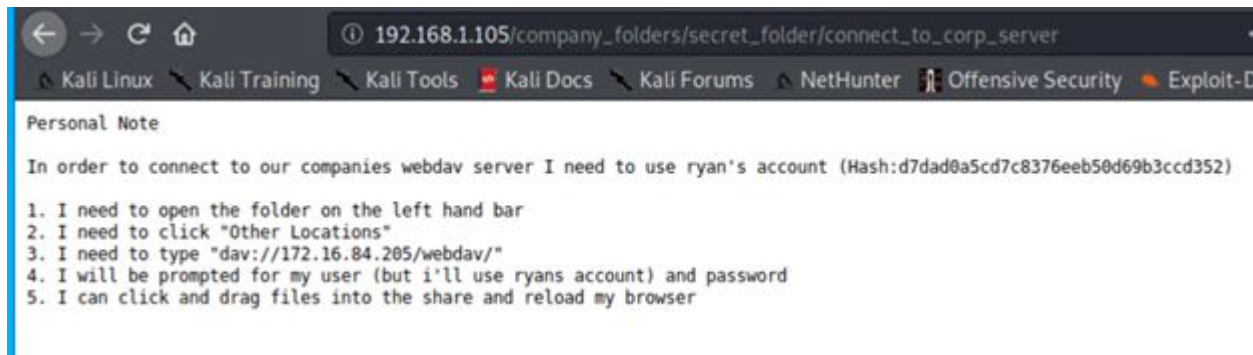 192.168.1.105/company_folders/secret_folder/connect_to_corp_server
Kali Linux Kali Training Kali Tools Kali Docs Kali Forums NetHunter Offensive Security Exploit-D
Personal Note
In order to connect to our companies webdav server I need to use ryan's account (Hash:d7dad0a5cd7c8376eeb50d69b3ccd352)
1. I need to open the folder on the left hand bar
2. I need to click "Other Locations"
3. I need to type "dav://172.16.84.205/webdav/"
4. I will be prompted for my user (but i'll use ryans account) and password
5. I can click and drag files into the share and reload my browser